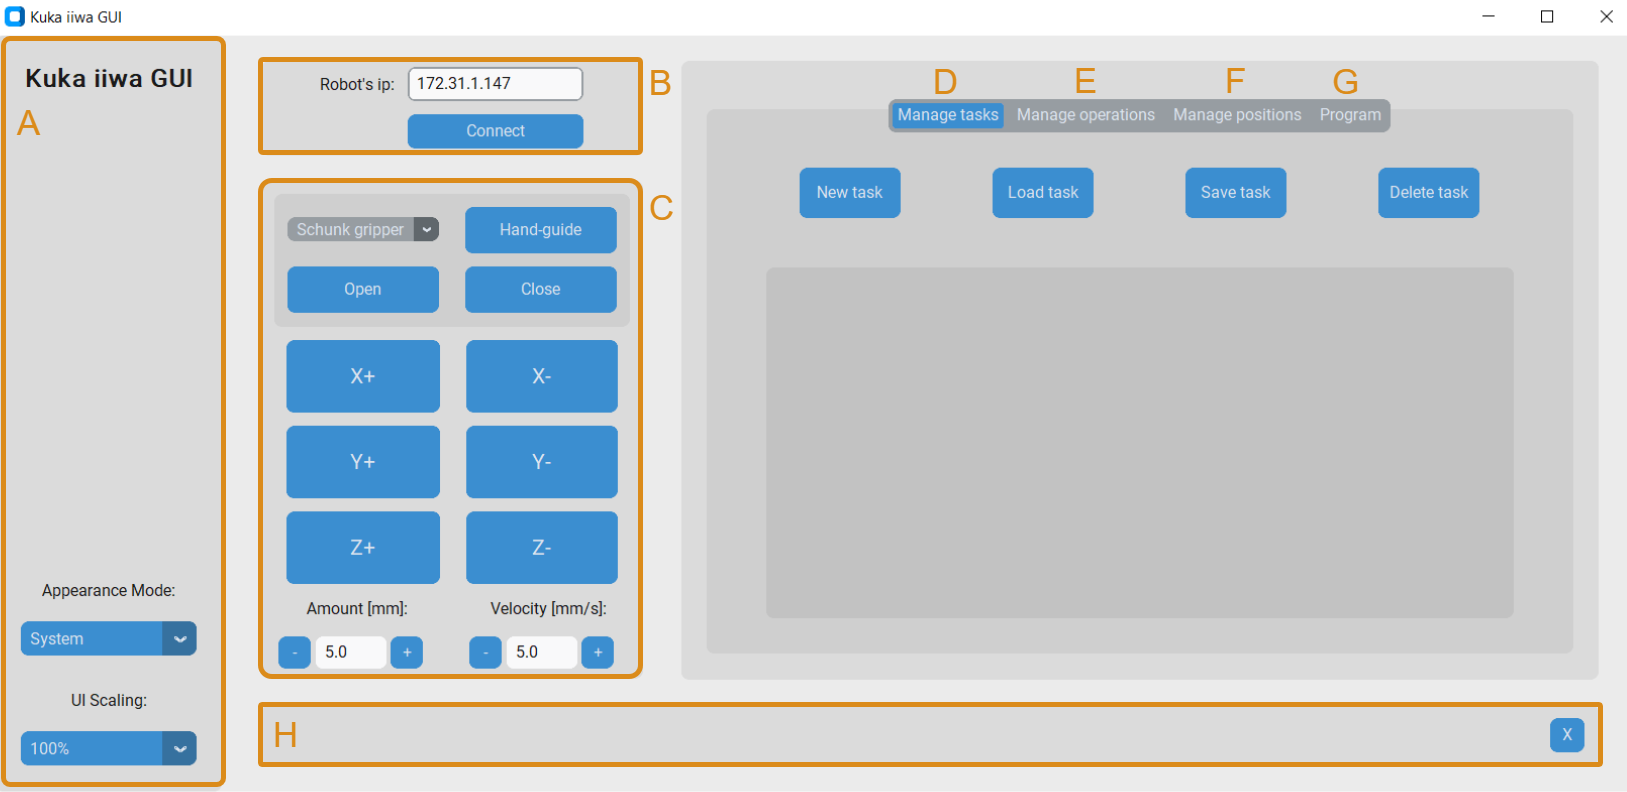 Kuka iiwa GUI
Kuka iiwa GUI
A
Appearance Mode:
System
UI Scaling:
100%
Robot's ip: 172.31.1.147
Connect
B
C
Schunk gripper Hand-guide
Open Close
X+ X-
Y+ Y-
Z+ Z-
Amount [mm]: Velocity [mm/s]:
- 5.0 + - 5.0 +
D E F G
Manage tasks Manage operations Manage positions Program
New task Load task Save task Delete task
H X